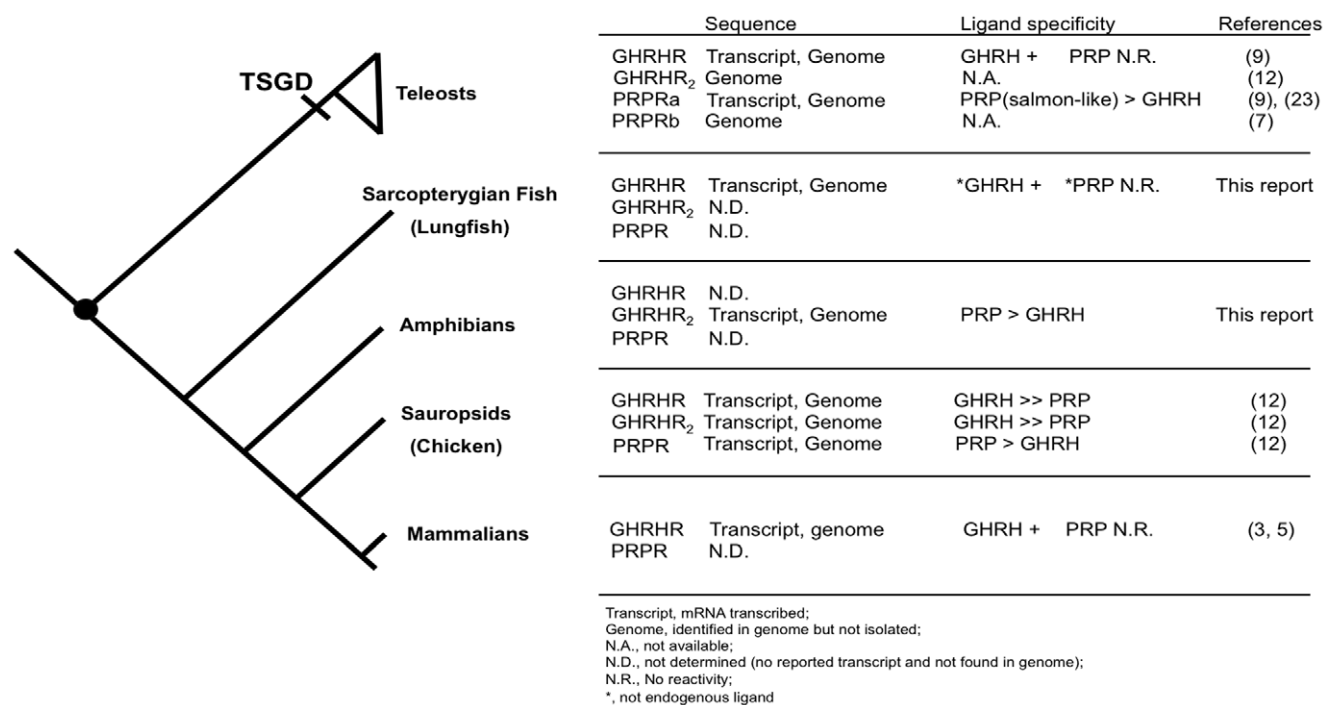 Sequence Ligand specificity References
TSGD
Teleosts
GHRHR Transcript, Genome GHRH + PRP N.R. (9)
GHRHR₂ Genome N.A. (12)
PRPRa Transcript, Genome PRP(salmon-like) > GHRH (9), (23)
PRPRb Genome N.A. (7)
Sarcopterygian Fish
(Lungfish)
GHRHR Transcript, Genome *GHRH + *PRP N.R. This report
GHRHR₂ N.D.
PRPR N.D.
Amphibians
GHRHR N.D.
GHRHR₂ Transcript, Genome PRP > GHRH This report
PRPR N.D.
Sauropsids
(Chicken)
GHRHR Transcript, Genome GHRH >> PRP (12)
GHRHR₂ Transcript, Genome GHRH >> PRP (12)
PRPR Transcript, Genome PRP > GHRH (12)
Mammalians
GHRHR Transcript, genome GHRH + PRP N.R. (3, 5)
PRPR N.D.
Transcript, mRNA transcribed;
Genome, identified in genome but not isolated;
N.A., not available;
N.D., not determined (no reported transcript and not found in genome);
N.R., No reactivity;
*, not endogenous ligand